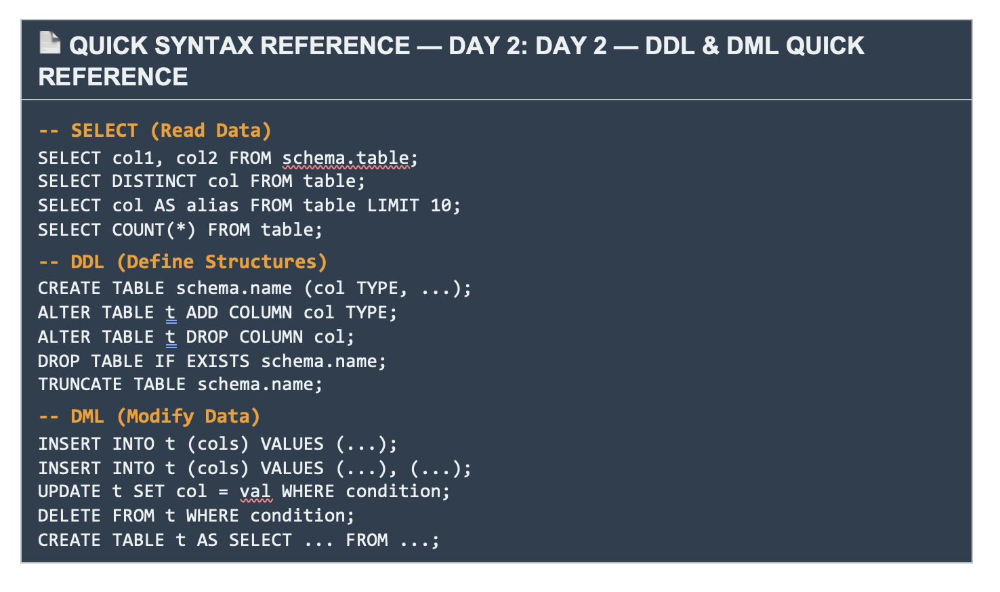 QUICK SYNTAX REFERENCE — DAY 2: DAY 2 — DDL & DML QUICK
REFERENCE
-- SELECT (Read Data)
SELECT col1, col2 FROM schema.table;
SELECT DISTINCT col FROM table;
SELECT col AS alias FROM table LIMIT 10;
SELECT COUNT(*) FROM table;
-- DDL (Define Structures)
CREATE TABLE schema.name (col TYPE, ...);
ALTER TABLE t ADD COLUMN col TYPE;
ALTER TABLE t DROP COLUMN col;
DROP TABLE IF EXISTS schema.name;
TRUNCATE TABLE schema.name;
-- DML (Modify Data)
INSERT INTO t (cols) VALUES (...);
INSERT INTO t (cols) VALUES (...), (...);
UPDATE t SET col = val WHERE condition;
DELETE FROM t WHERE condition;
CREATE TABLE t AS SELECT ... FROM ...;